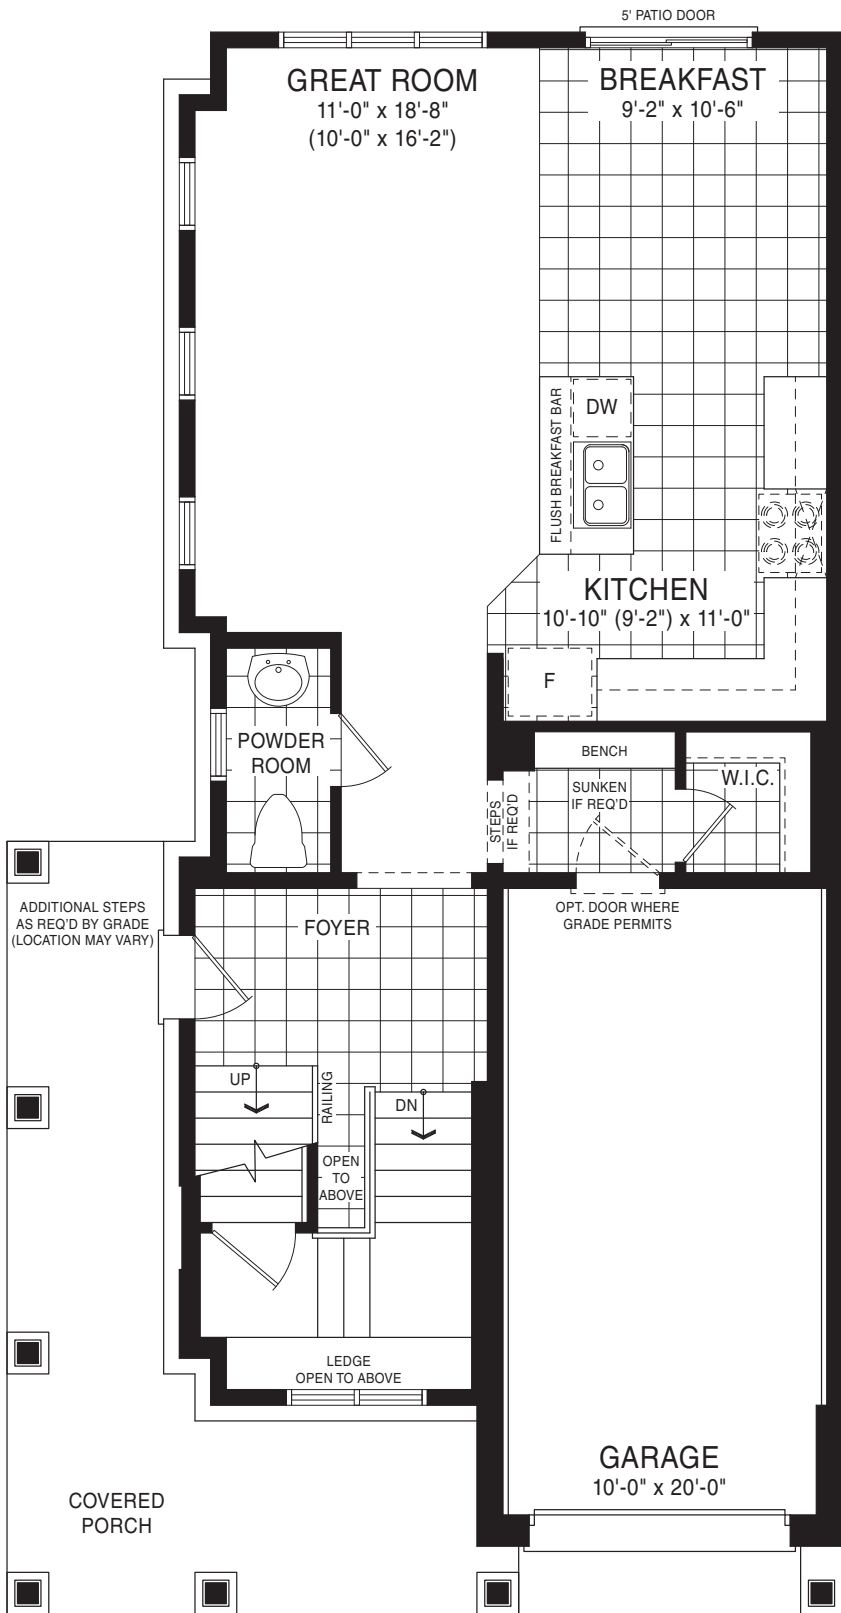 5' PATIO DOOR
GREAT ROOM
11'-0" x 18'-8"
(10'-0" x 16'-2")
BREAKFAST
9'-2" x 10'-6"
DW
FLUSH BREAKFAST BAR
KITCHEN
10'-10" (9'-2") x 11'-0"
F
POWDER
ROOM
BENCH
W.I.C.
SUNKEN
IF REQ'D
STEPS
IF REQ'D
ADDITIONAL STEPS
AS REQ'D BY GRADE
(LOCATION MAY VARY)
FOYER
OPT. DOOR WHERE
GRADE PERMITS
UP
RAILING
DN
OPEN
TO
ABOVE
LEDGE
OPEN TO ABOVE
GARAGE
10'-0" x 20'-0"
COVERED
PORCH